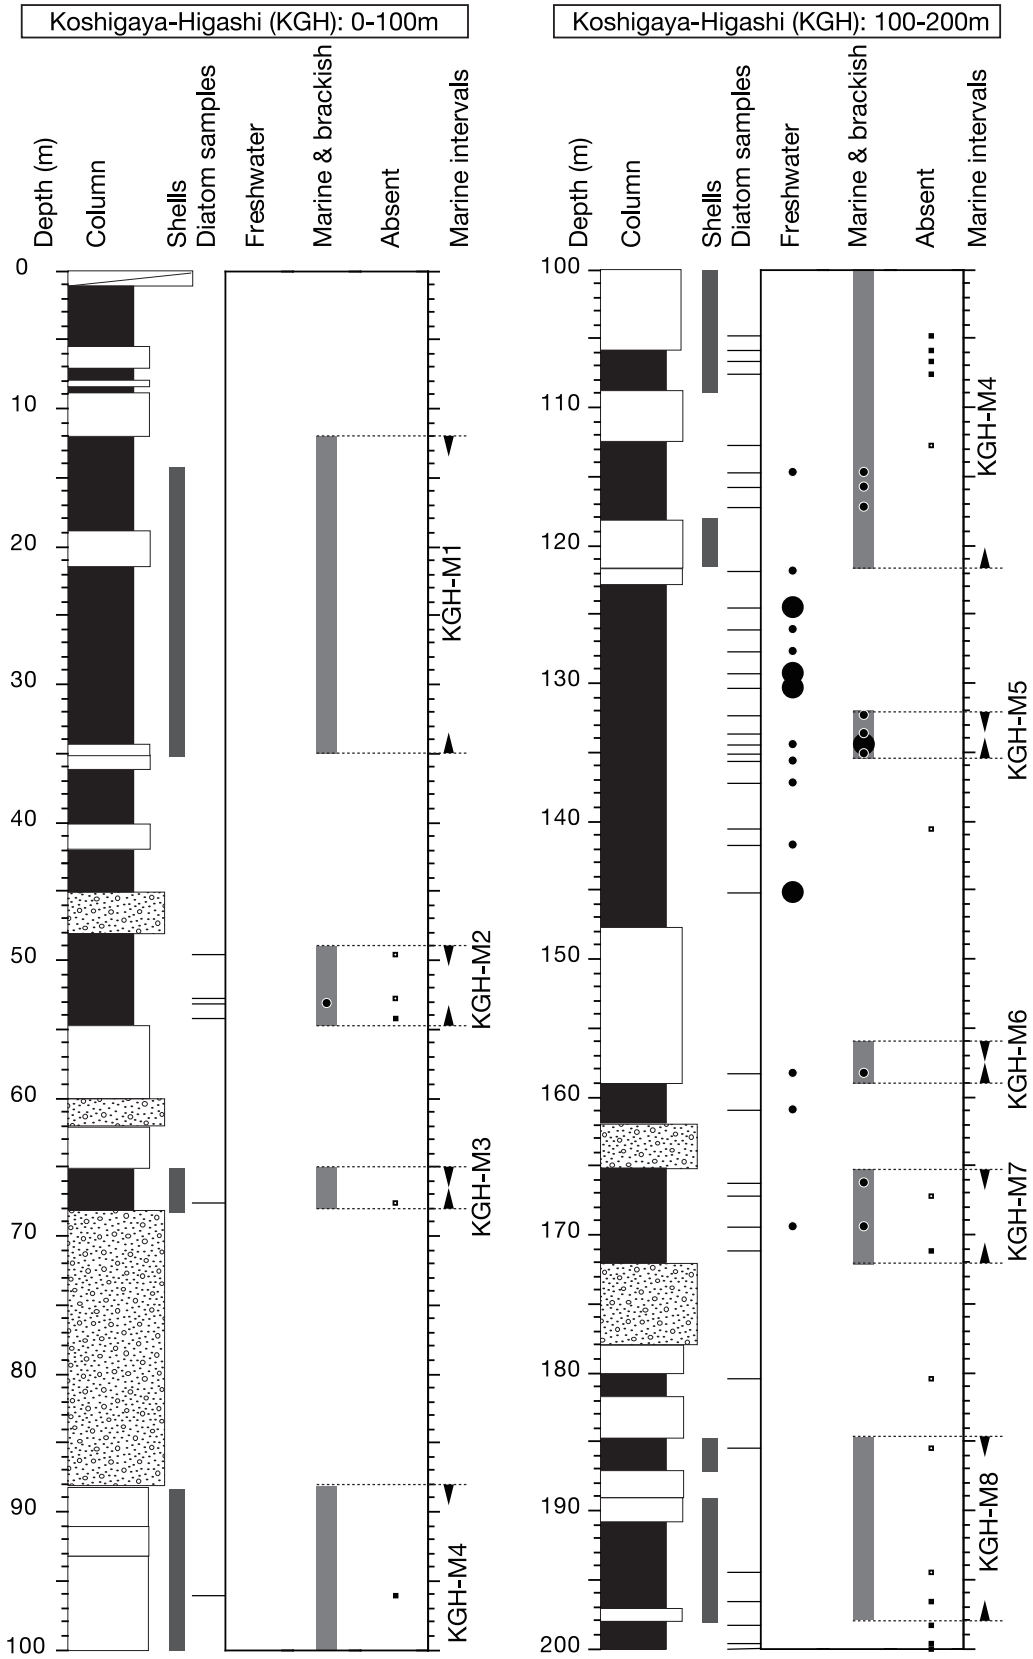 Koshigaya-Higashi (KGH): 0-100m
Depth (m)
Column
Shells
Diatom samples
Freshwater
Marine & brackish
Absent
Marine intervals
0
10
20
30
40
50
60
70
80
90
100
KGH-M1
KGH-M2
KGH-M3
KGH-M4
Koshigaya-Higashi (KGH): 100-200m
Depth (m)
Column
Shells
Diatom samples
Freshwater
Marine & brackish
Absent
Marine intervals
100
110
120
130
140
150
160
170
180
190
200
KGH-M4
KGH-M5
KGH-M6
KGH-M7
KGH-M8